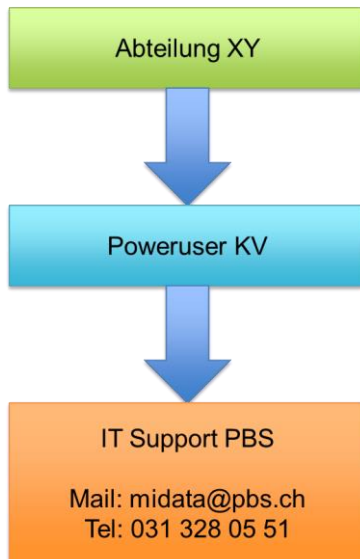 Abteilung XY
Poweruser KV
IT Support PBS
Mail: midata@pbs.ch
Tel: 031 328 05 51